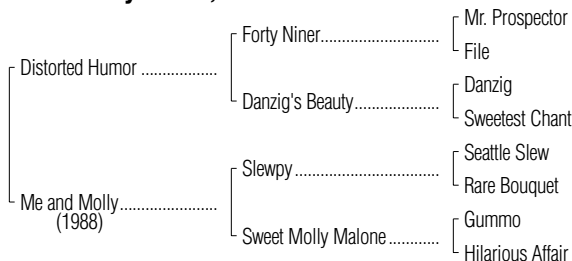 Mr. Prospector
Forty Niner
File
Distorted Humor
Danzig
Danzig's Beauty
Sweetest Chant
Seattle Slew
Slewpy
Rare Bouquet
Me and Molly
(1988)
Gummo
Sweet Molly Malone
Hilarious Affair